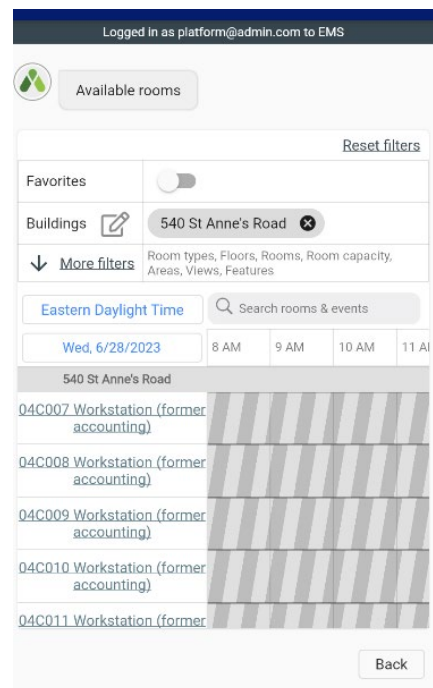 Logged in as platform@admin.com to EMS
Available rooms
Reset filters
Favorites
Buildings 540 St Anne's Road
More filters Room types, Floors, Rooms, Room capacity,
Areas, Views, Features
Eastern Daylight Time Search rooms & events
Wed, 6/28/2023 8 AM 9 AM 10 AM 11 A
540 St Anne's Road
04C007 Workstation (former
accounting)
04C008 Workstation (former
accounting)
04C009 Workstation (former
accounting)
04C010 Workstation (former
accounting)
04C011 Workstation (former
Back